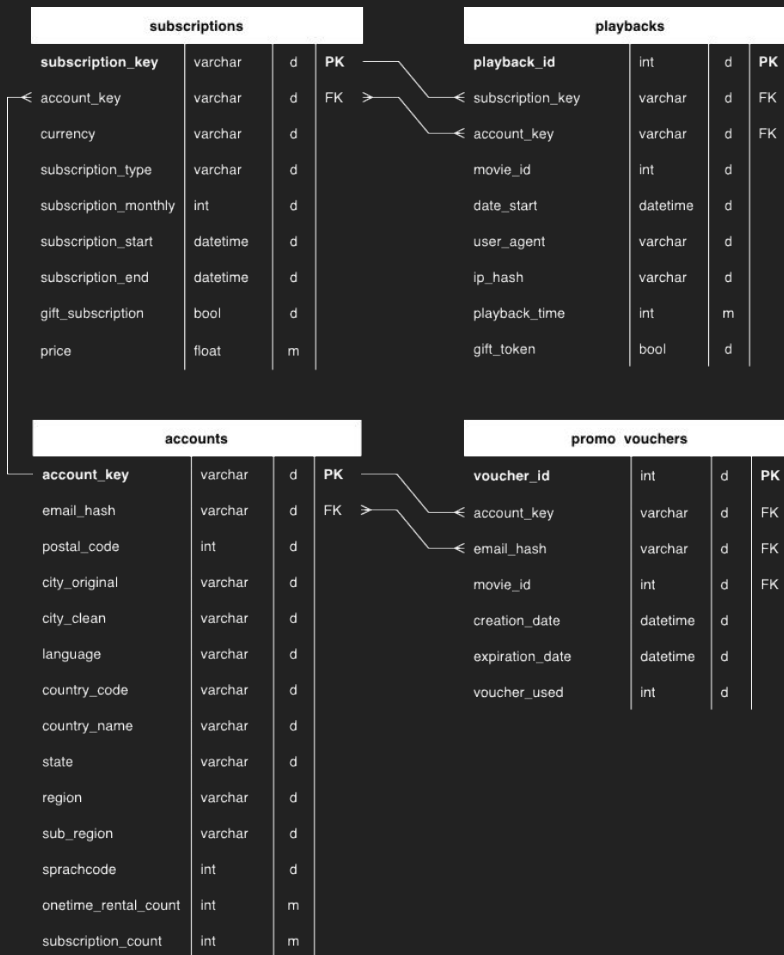 subscriptions
subscription_key varchar d PK
account_key varchar d FK
currency varchar d
subscription_type varchar d
subscription_monthly int d
subscription_start datetime d
subscription_end datetime d
gift_subscription bool d
price float m
playbacks
playback_id int d PK
subscription_key varchar d FK
account_key varchar d FK
movie_id int d
date_start datetime d
user_agent varchar d
ip_hash varchar d
playback_time int m
gift_token bool d
accounts
account_key varchar d PK
email_hash varchar d FK
postal_code int d
city_original varchar d
city_clean varchar d
language varchar d
country_code varchar d
country_name varchar d
state varchar d
region varchar d
sub_region varchar d
sprachcode int d
onetime_rental_count int m
subscription_count int m
promo vouchers
voucher_id int d PK
account_key varchar d FK
email_hash varchar d FK
movie_id int d FK
creation_date datetime d
expiration_date datetime d
voucher_used int d